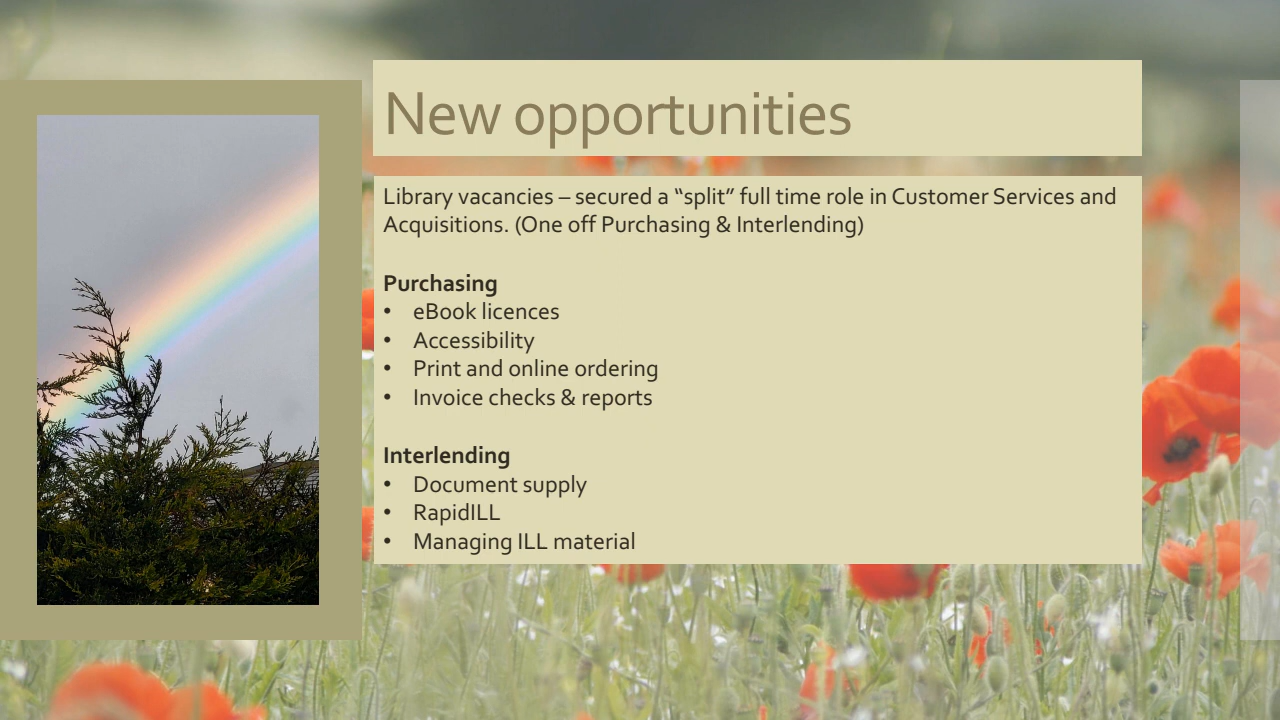 New opportunities
Library vacancies – secured a “split” full time role in Customer Services and
Acquisitions. (One off Purchasing & Interlending)
Purchasing
• eBook licences
• Accessibility
• Print and online ordering
• Invoice checks & reports
Interlending
• Document supply
• RapidILL
• Managing ILL material